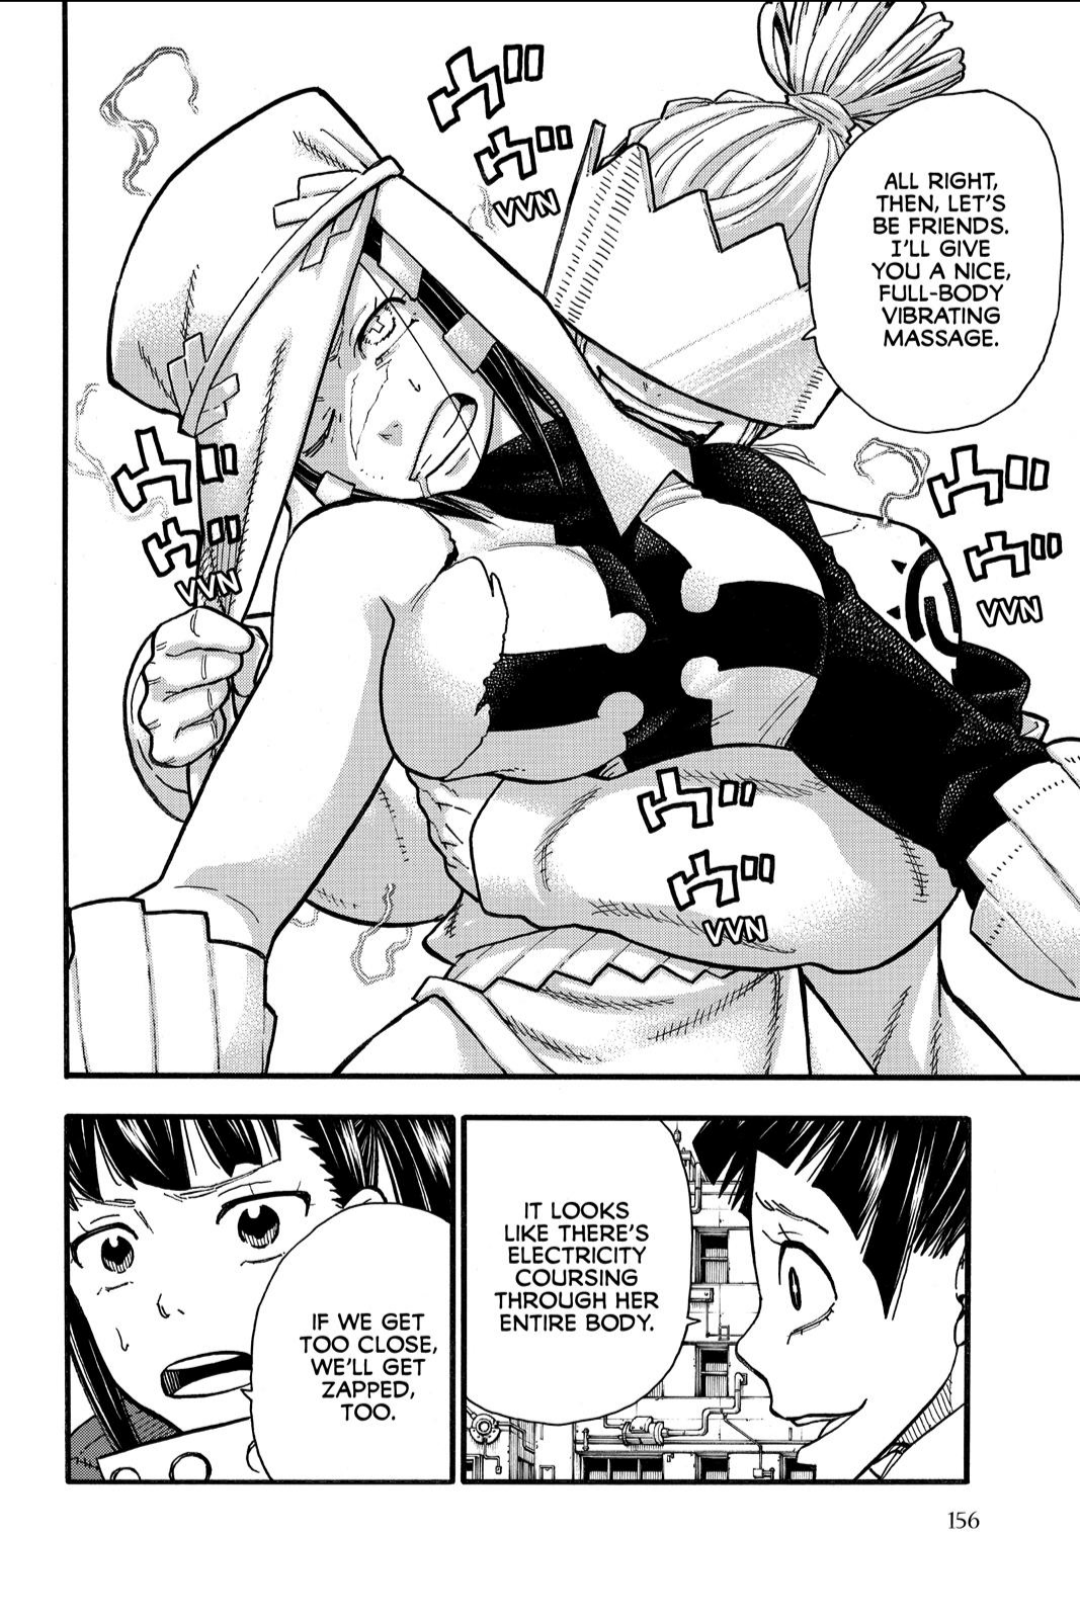 ヴヴ
ヴヴ
VVN
ALL RIGHT,
THEN, LET'S
BE FRIENDS.
I'LL GIVE
YOU A NICE,
FULL-BODY
VIBRATING
MASSAGE.
ヴヴ
ヴヴ
VVN
ヴヴ
ヴヴ
VVN
ヴヴ
ヴヴ
VVN
IT LOOKS
LIKE THERE'S
ELECTRICITY
COURSING
THROUGH HER
ENTIRE BODY.
IF WE GET
TOO CLOSE,
WE'LL GET
ZAPPED,
TOO.
156